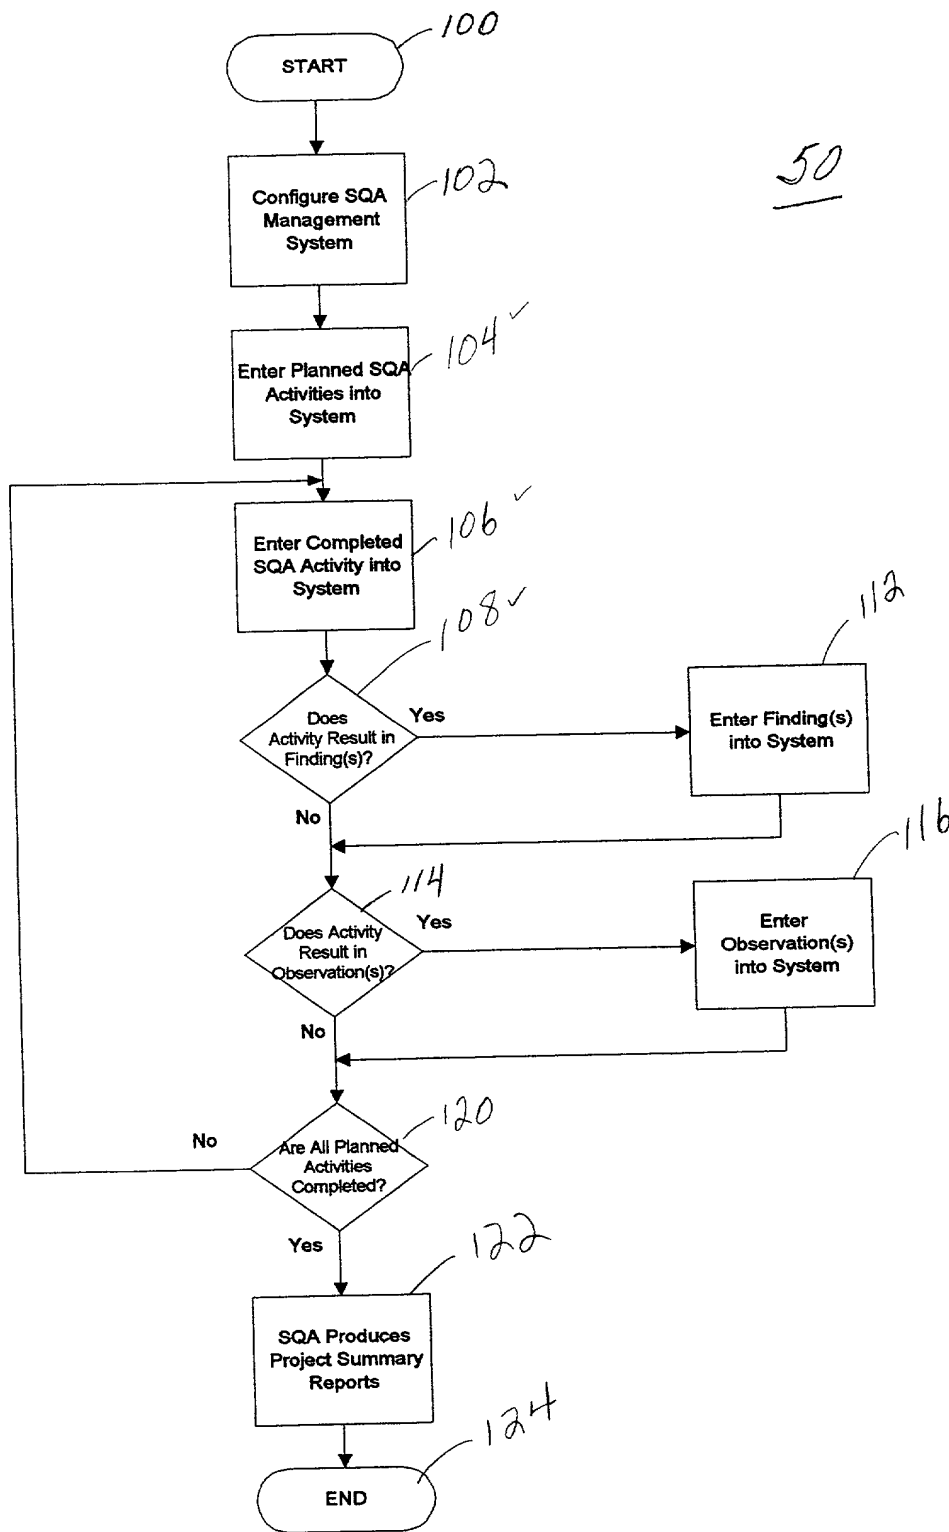 100
START
50
102
Configure SQA
Management
System
104 ✓
Enter Planned SQA
Activities into
System
106 ✓
Enter Completed
SQA Activity into
System
108 ✓
112
Does
Activity Result in
Finding(s)?
Yes
Enter Finding(s)
into System
No
116
114
Does Activity
Result in
Observation(s)?
Yes
Enter
Observation(s)
into System
No
120
No
Are All Planned
Activities
Completed?
Yes
122
SQA Produces
Project Summary
Reports
124
END